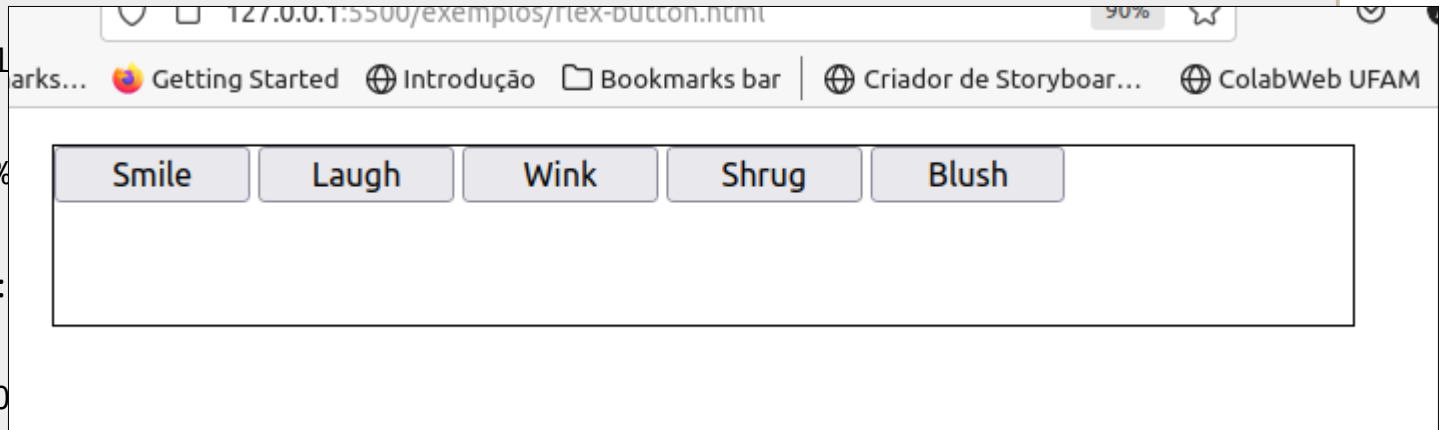 127.0.0.1:5500/exemplos/flex-button.html 90%
arks… Getting Started Introdução Bookmarks bar Criador de Storyboar… ColabWeb UFAM
Smile Laugh Wink Shrug Blush